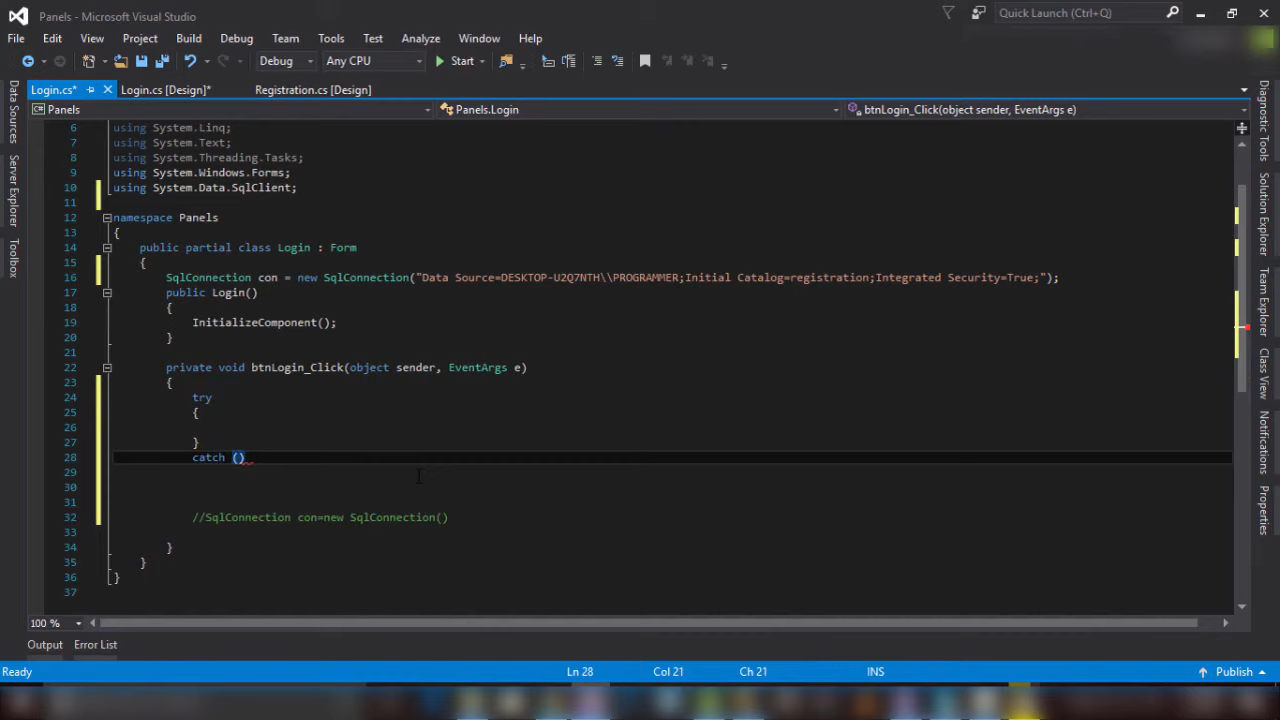 Panels - Microsoft Visual Studio
Quick Launch (Ctrl+Q)
File Edit View Project Build Debug Team Tools Test Analyze Window Help
Debug Any CPU Start
Login.cs* Login.cs [Design]* Registration.cs [Design]
Panels Panels.Login btnLogin_Click(object sender, EventArgs e)
Data Sources
Server Explorer
Toolbox
6 using System.Linq;
7 using System.Text;
8 using System.Threading.Tasks;
9 using System.Windows.Forms;
10 using System.Data.SqlClient;
11
12 namespace Panels
13 {
14 public partial class Login : Form
15 {
16 SqlConnection con = new SqlConnection("Data Source=DESKTOP-U2Q7NTH\\PROGRAMMER;Initial Catalog=registration;Integrated Security=True;");
17 public Login()
18 {
19 InitializeComponent();
20 }
21
22 private void btnLogin_Click(object sender, EventArgs e)
23 {
24 try
25 {
26
27 }
28 catch ()
29
30
31
32 //SqlConnection con=new SqlConnection()
33
34 }
35 }
36 }
37
Diagnostic Tools
Solution Explorer
Team Explorer
Class View
Properties
100 %
Output Error List
Ready Ln 28 Col 21 Ch 21 INS Publish